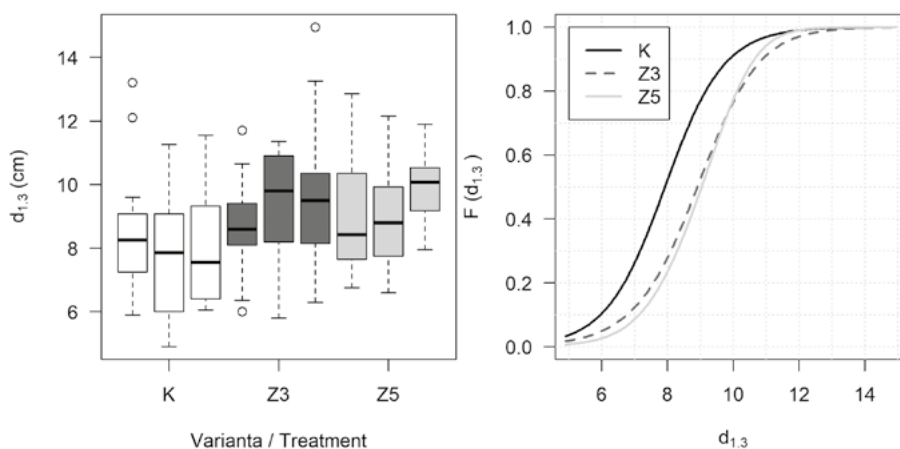 14
12
10
8
6
d1.3 (cm)
K Z3 Z5
Varianta / Treatment
1.0
0.8
0.6
0.4
0.2
0.0
F (d1.3)
K
Z3
Z5
6 8 10 12 14
d1.3